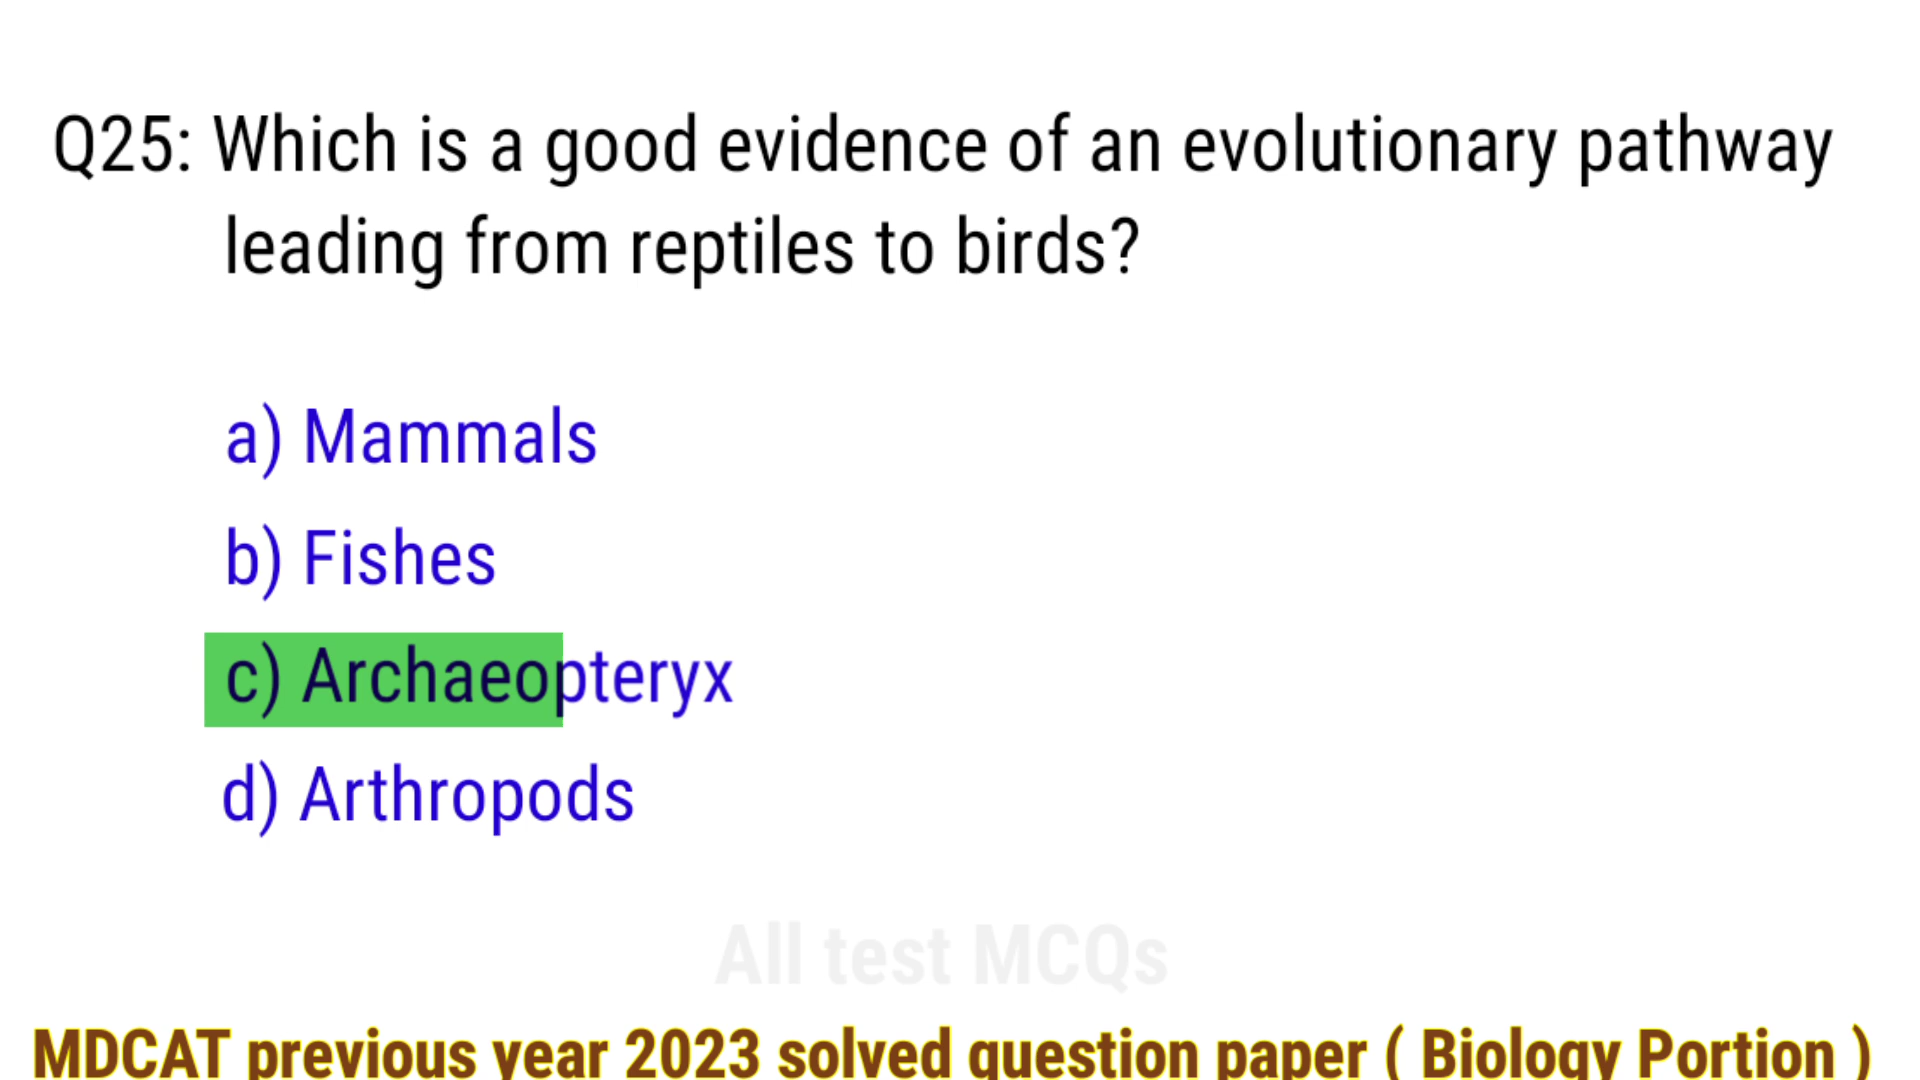 Q25: Which is a good evidence of an evolutionary pathway
leading from reptiles to birds?
a) Mammals
b) Fishes
c) Archaeopteryx
d) Arthropods
All test MCQs
MDCAT previous year 2023 solved question paper ( Biology Portion )